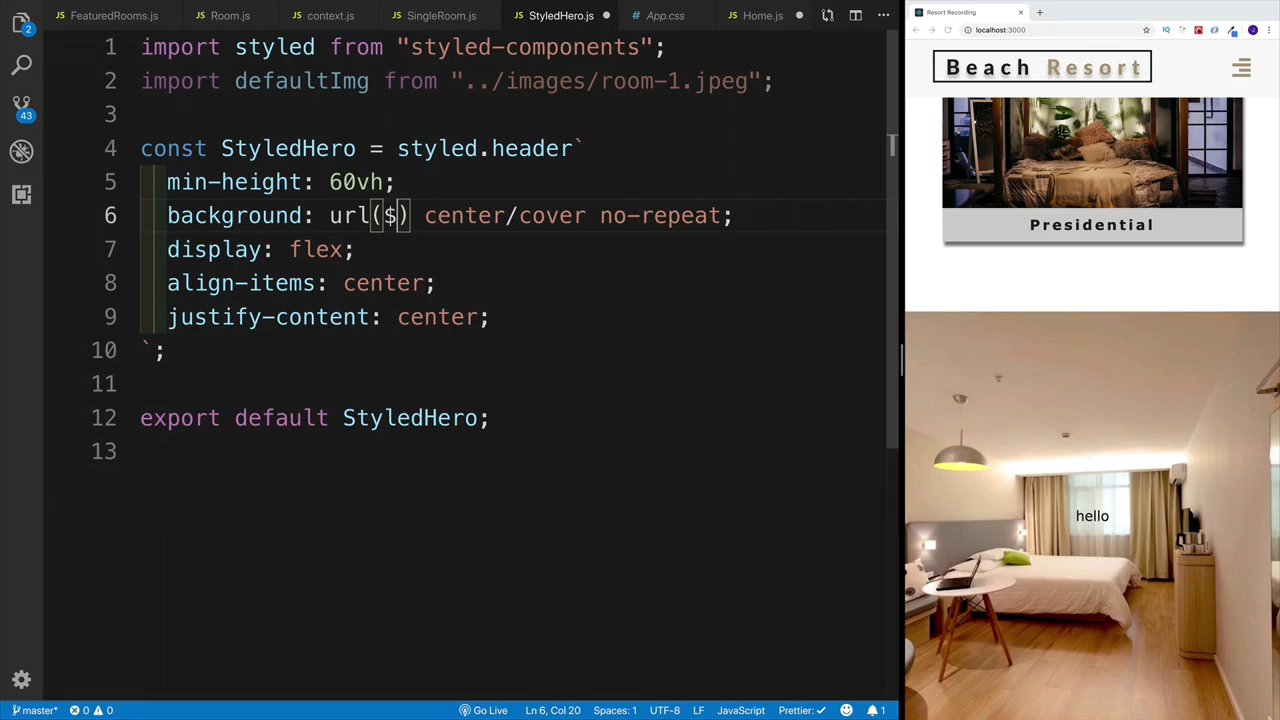 FeaturedRooms.js
Room.js
context.js
SingleRoom.js
StyledHero.js
App.css
Home.js
1 import styled from "styled-components";
2 import defaultImg from "../images/room-1.jpeg";
3
4 const StyledHero = styled.header`
5 min-height: 60vh;
6 background: url($) center/cover no-repeat;
7 display: flex;
8 align-items: center;
9 justify-content: center;
10 `;
11
12 export default StyledHero;
13
2
43
master*
0 0
Go Live
Ln 6, Col 20
Spaces: 1
UTF-8
LF
JavaScript
Prettier: ✓
1
Resort Recording
localhost:3000
IQ
J
Beach Resort
Presidential
hello